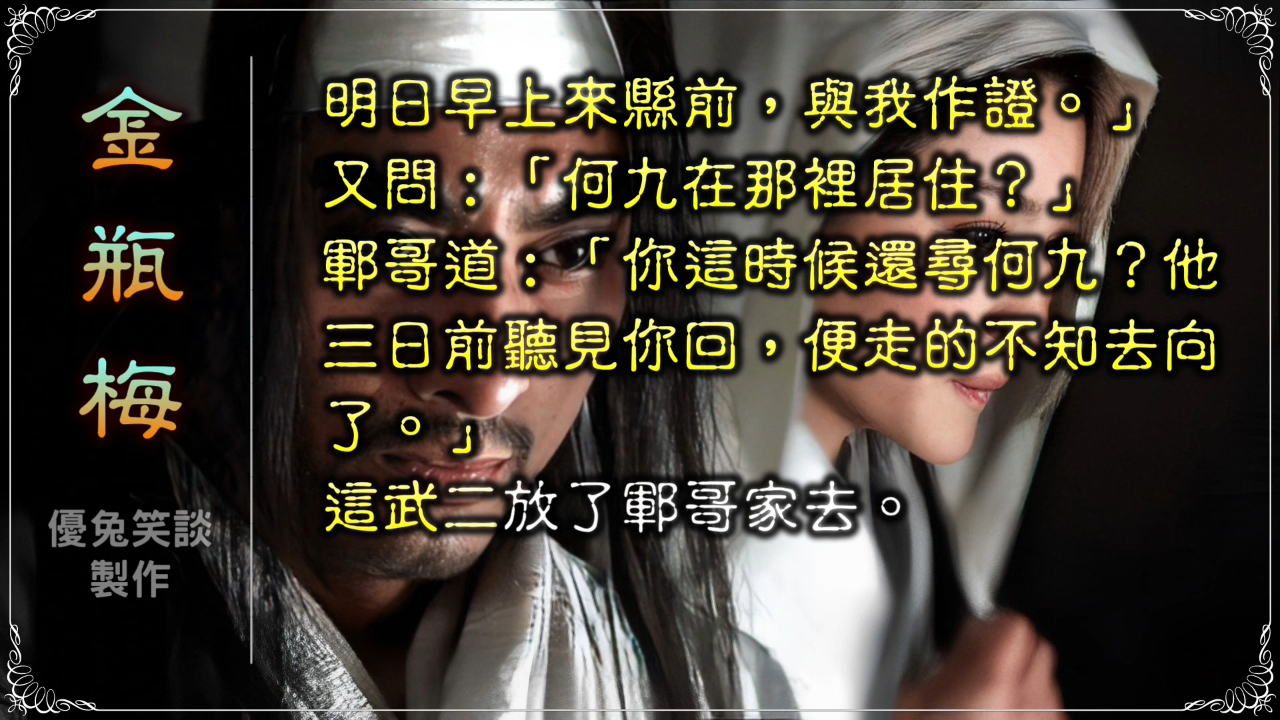 金瓶梅
優兔笑談
製作
明日早上來縣前，與我作證。」
又問：「何九在那裡居住？」
鄆哥道：「你這時候還尋何九？他
三日前聽見你回，便走的不知去向
了。」
這武二放了鄆哥家去。